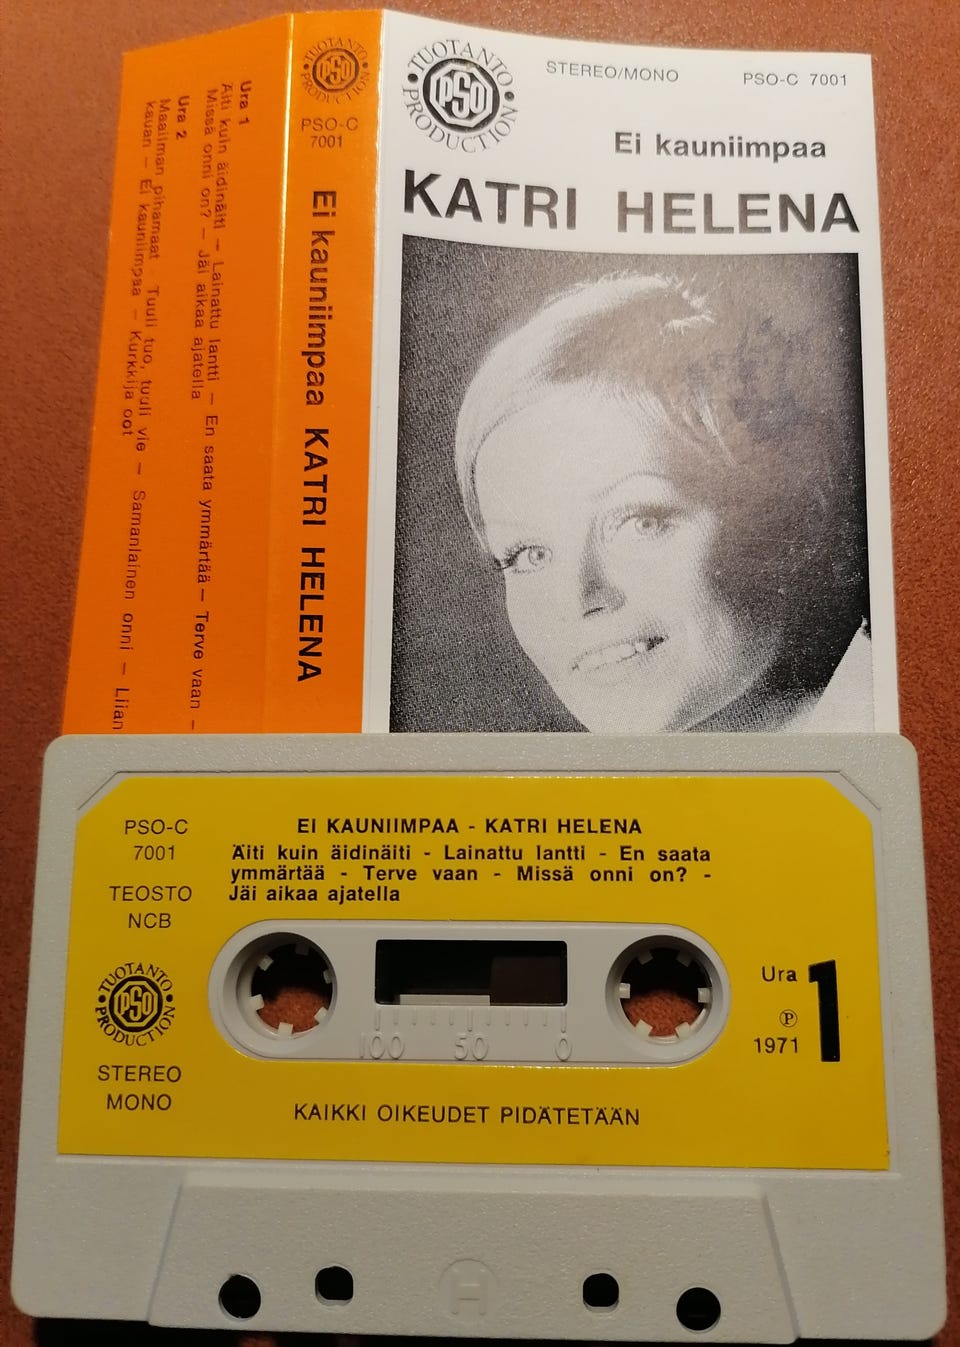 Ura 1
Äiti kuin äidinäiti – Lainattu lantti – En saata ymmärtää – Terve vaan –
Missä onni on? – Jäi aikaa ajatella
Ura 2
Maailman pihamaat - Tuuli tuo, tuuli vie – Samanlainen onni – Liian
kauan – Ei kauniimpaa – Kurkkija oot
TUOTANTO
PSO
PRODUCTION
PSO-C
7001
Ei kauniimpaa KATRI HELENA
TUOTANTO
PSO
PRODUCTION
STEREO/MONO
PSO-C 7001
Ei kauniimpaa
KATRI HELENA
PSO-C
7001
TEOSTO
NCB
TUOTANTO
PSO
PRODUCTION
STEREO
MONO
EI KAUNIIMPAA - KATRI HELENA
Äiti kuin äidinäiti - Lainattu lantti - En saata
ymmärtää - Terve vaan - Missä onni on? -
Jäi aikaa ajatella
100 50 0
Ura 1
℗
1971
KAIKKI OIKEUDET PIDÄTETÄÄN
H